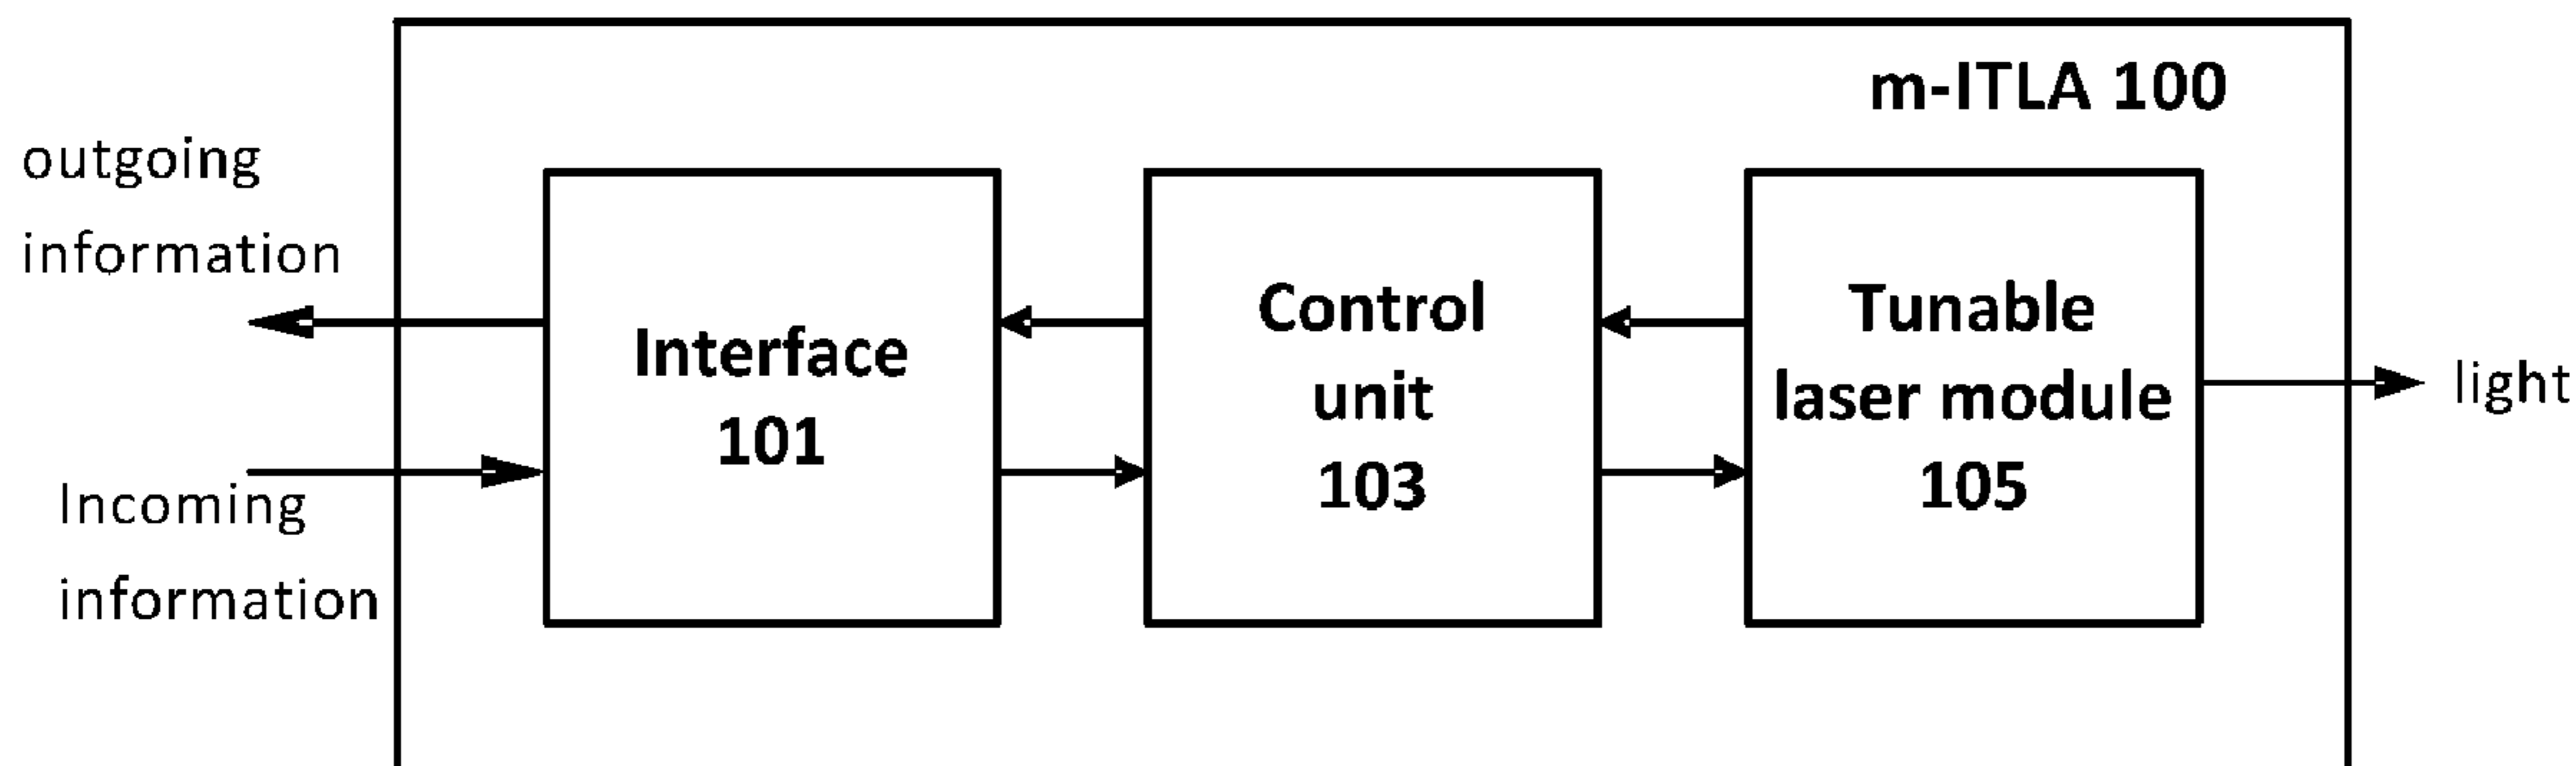 m-ITLA 100
outgoing
information
Incoming
information
Interface
101
Control
unit
103
Tunable
laser module
105
light